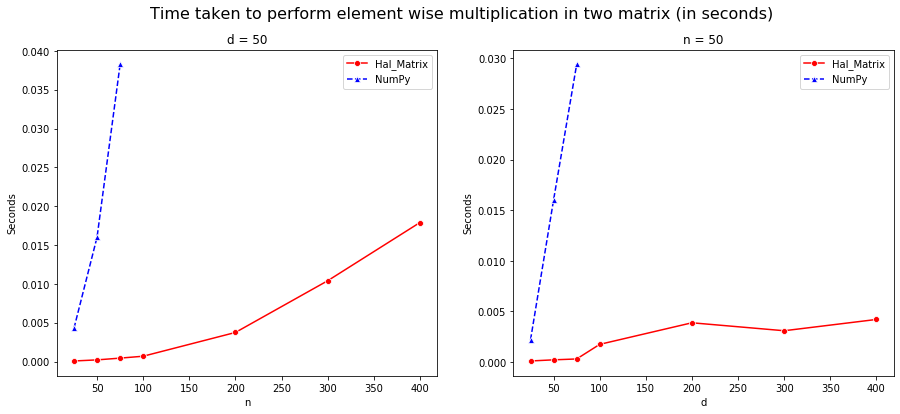 Time taken to perform element wise multiplication in two matrix (in seconds)
d = 50
Seconds
0.040
0.035
0.030
0.025
0.020
0.015
0.010
0.005
0.000
Hal_Matrix
NumPy
50 100 150 200 250 300 350 400
n
n = 50
Seconds
0.030
0.025
0.020
0.015
0.010
0.005
0.000
Hal_Matrix
NumPy
50 100 150 200 250 300 350 400
d